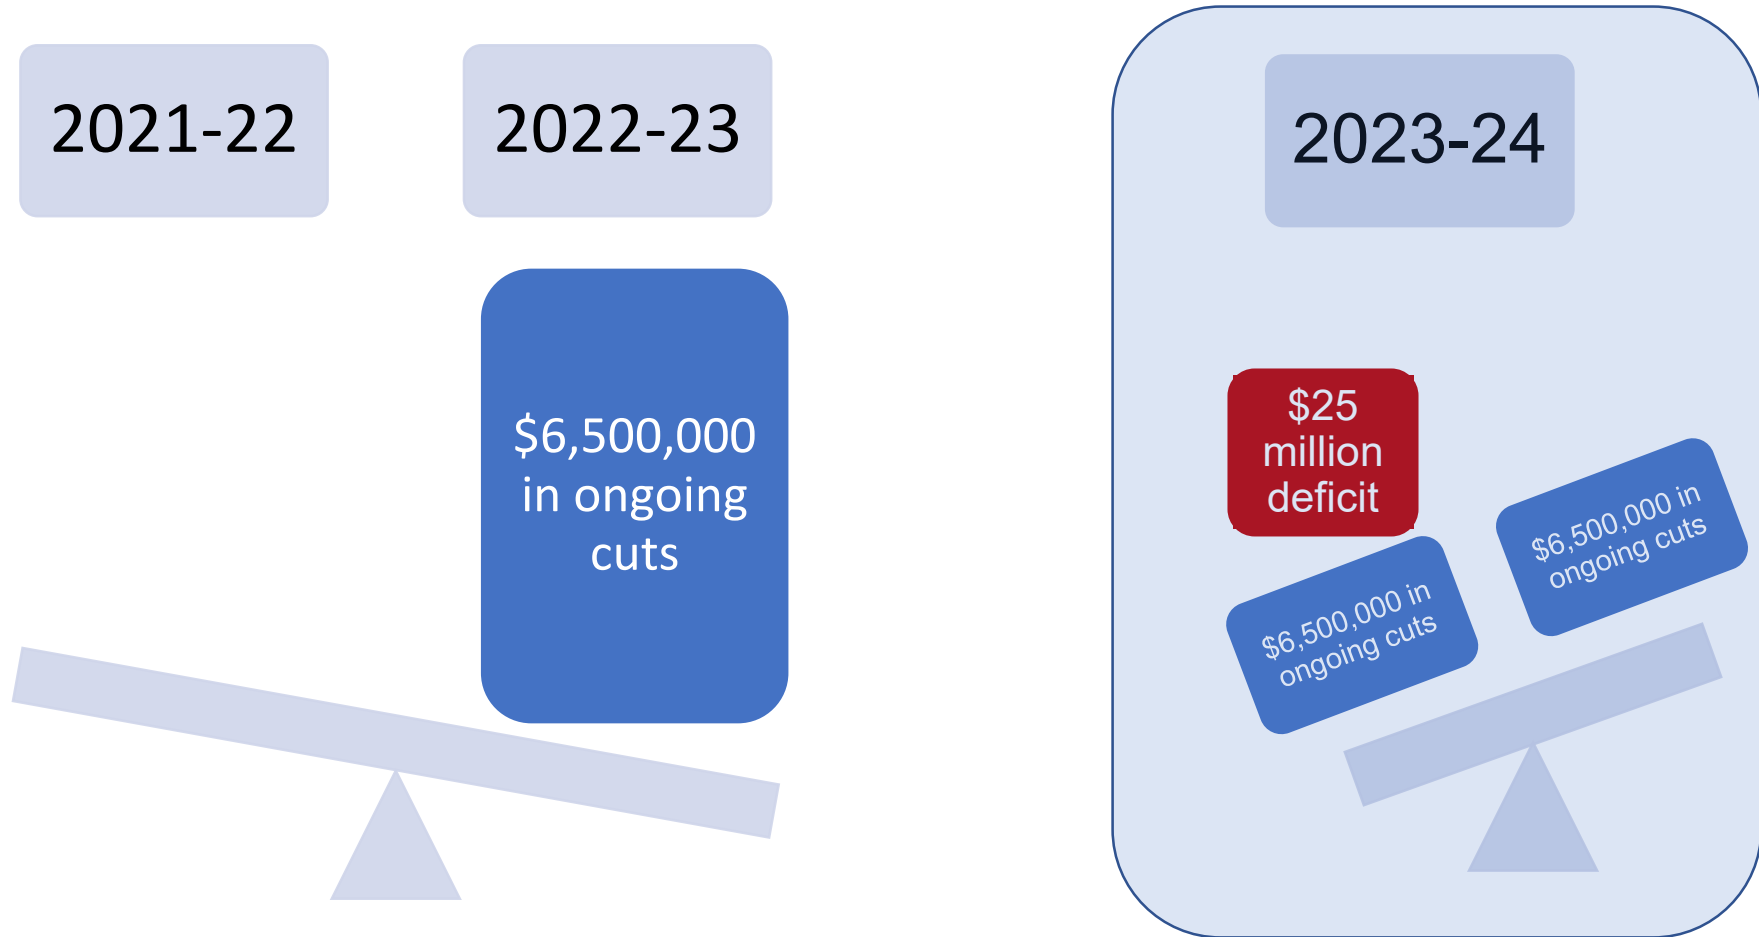 2021-22
2022-23
$6,500,000
in ongoing
cuts
2023-24
$25
million
deficit
$6,500,000 in
ongoing cuts
$6,500,000 in
ongoing cuts